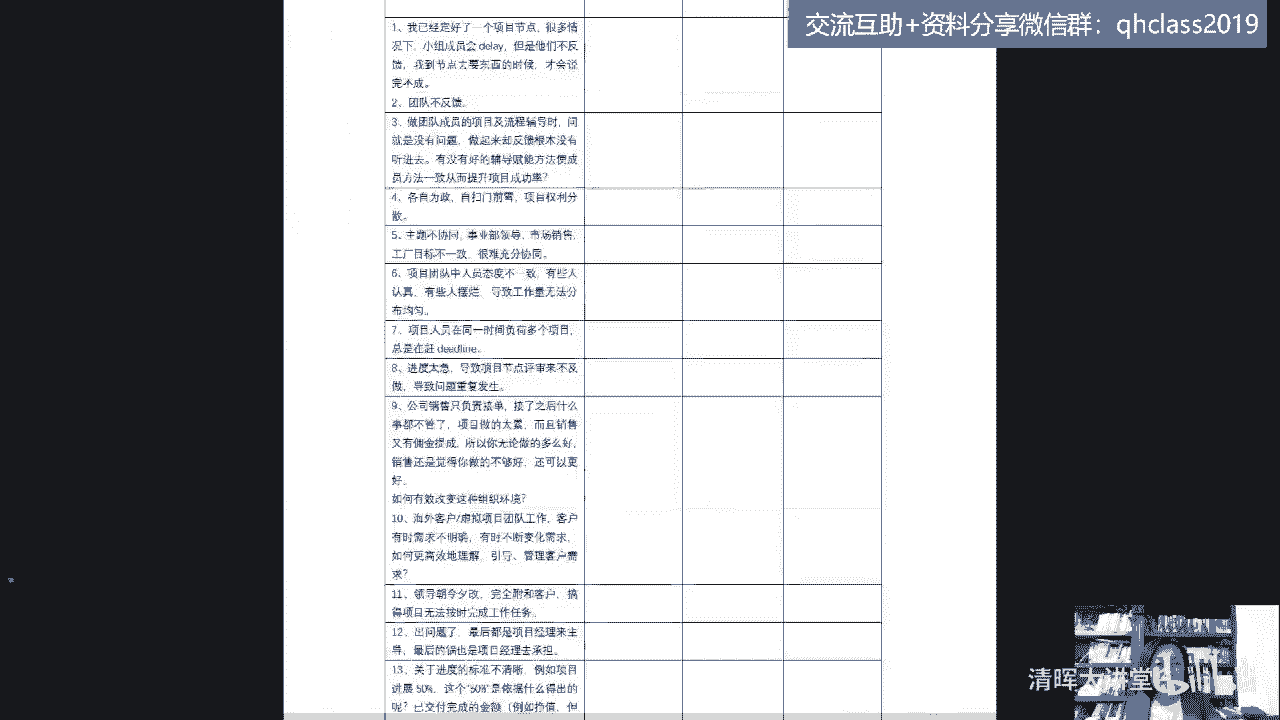 交流互助+资料分享微信群：qhclass2019
1、我已经定好了一个项目节点，很多情
况下，小组成员会 delay，但是他们不反
馈，我到节点去要东西的时候，才会说
完不成。
2、团队不反馈。
3、做团队成员的项目及流程辅导时，问
就是没有问题，做起来却反馈根本没有
听进去。有没有好的辅导赋能方法使成
员方法一致从而提升项目成功率？
4、各自为政，自扫门前雪，项目权利分
散。
5、主题不协同，事业部领导，市场销售，
工厂目标不一致，很难充分协同。
6、项目团队中人员态度不一致，有些人
认真，有些人摆烂，导致工作量无法分
布均匀。
7、项目人员在同一时间负荷多个项目，
总是在赶 deedline。
8、进度太急，导致项目节点评审来不及
做，导致问题重复发生。
9、公司销售只负责接单，接了之后什么
事都不管了，项目做的太累，而且销售
又有佣金提成，所以你无论做的多么好，
销售还是觉得你做的不够好，还可以更
好。
如何有效改变这种组织环境？
10、海外客户/虚拟项目团队工作，客户
有时需求不明确，有时不断变化需求，
如何更高效地理解、引导、管理客户需
求？
11、领导朝令夕改，完全附和客户，搞
得项目无法按时完成工作任务。
12、出问题了，最后都是项目经理来主
导，最后的锅也是项目经理去承担。
13、关于进度的标准不清晰，例如项目
进展 50%，这个“50%”是依据什么得出的
呢？已交付完成的金额（例如挣值，但
清晖大讲堂